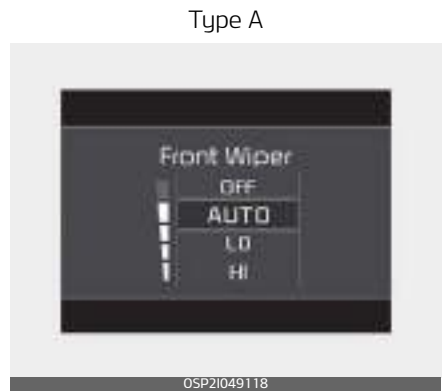 Type A
Front Wiper
OFF
AUTO
LO
HI
OSP2I049118